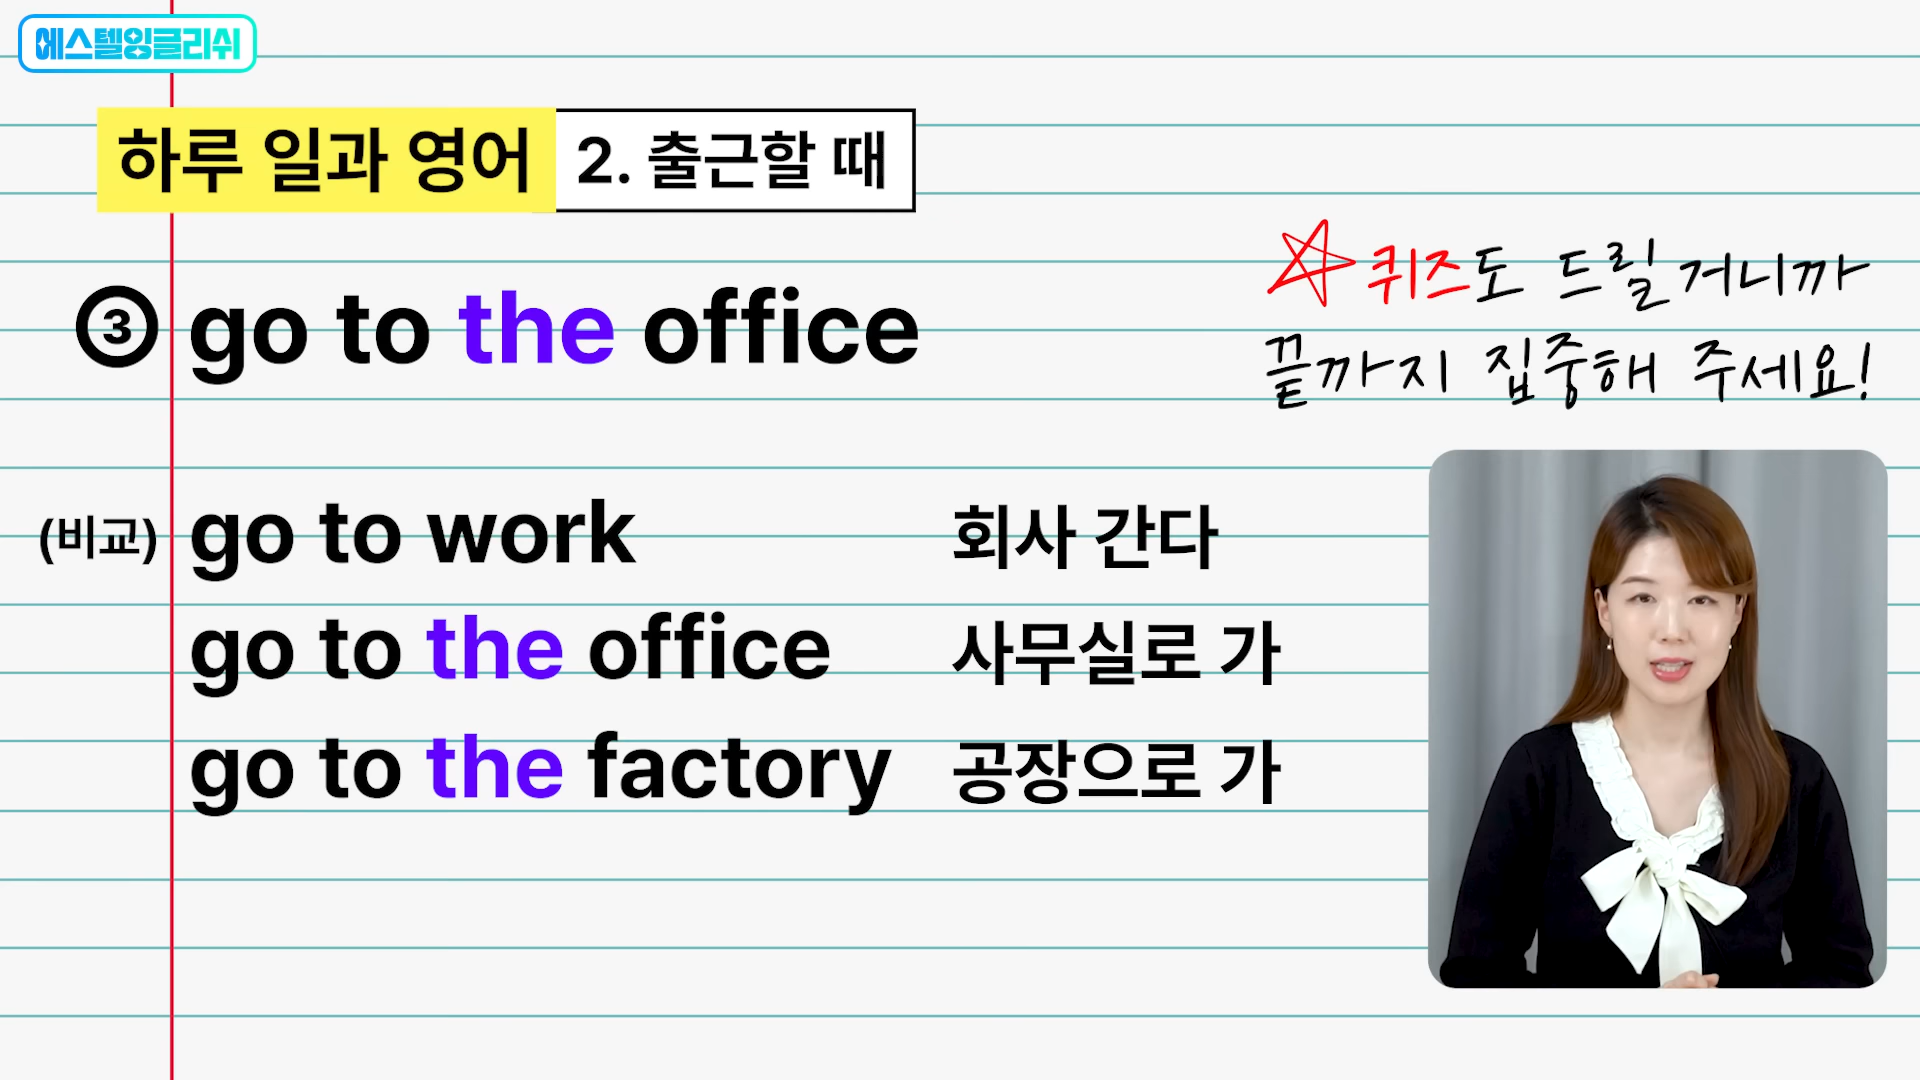 에스텔잉글리쉬
하루 일과 영어 2. 출근할 때
☆ 퀴즈도 드릴거니까
끝까지 집중해 주세요!
③ go to the office
(비교) go to work 회사 간다
go to the office 사무실로 가
go to the factory 공장으로 가